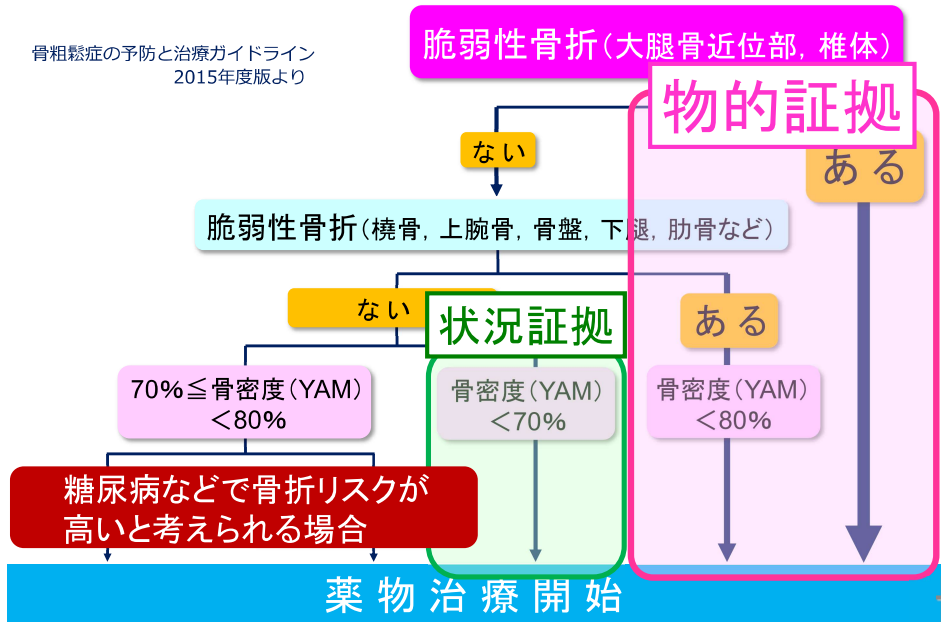 骨粗鬆症の予防と治療ガイドライン
2015年度版より
脆弱性骨折(大腿骨近位部, 椎体)
物的証拠
ない
ある
脆弱性骨折(橈骨, 上腕骨, 骨盤, 下腿, 肋骨など)
ない
状況証拠
ある
70%≦骨密度(YAM)
<80%
骨密度(YAM)
<70%
骨密度(YAM)
<80%
糖尿病などで骨折リスクが
高いと考えられる場合
薬物治療開始